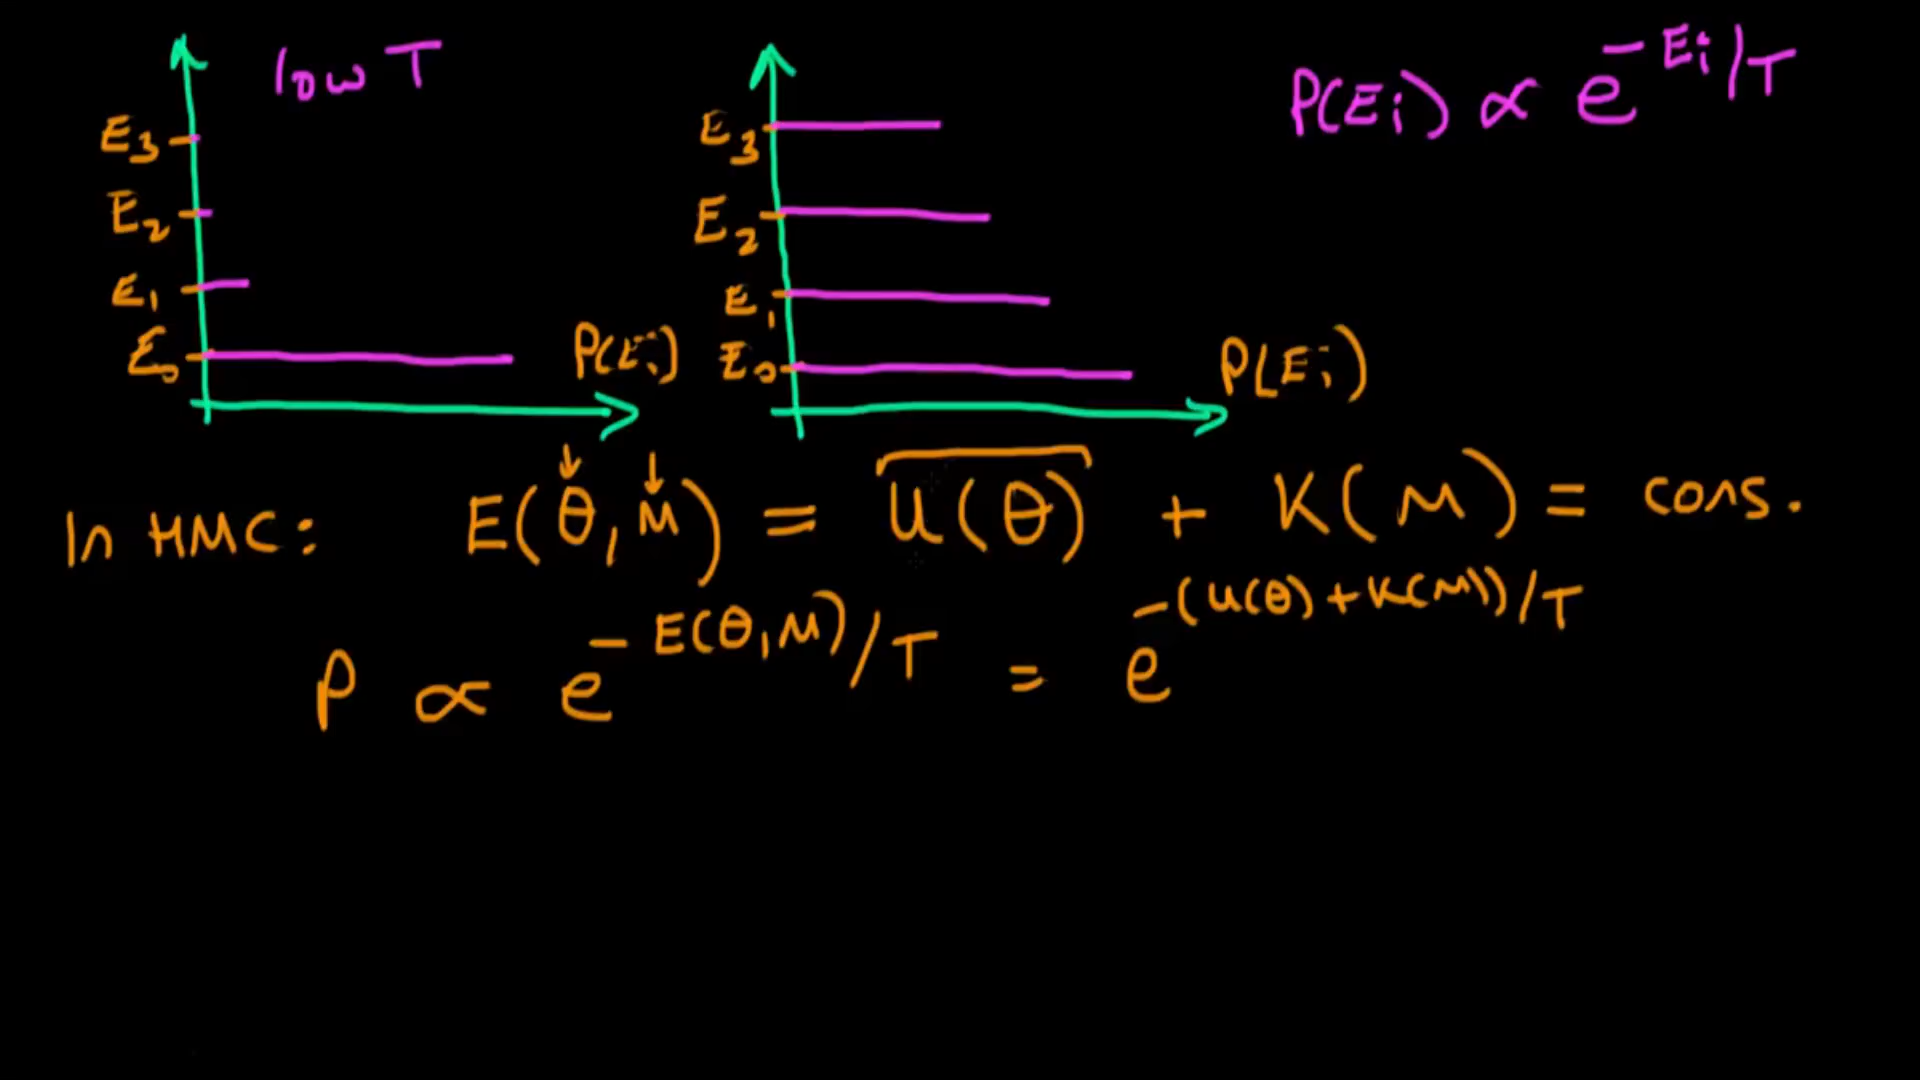 low T
E₃
E₂
E₁
E₀
P(Eᵢ)
E₃
E₂
E₁
E₀
P(Eᵢ)
P(Eᵢ) ∝ e^(-Eᵢ/T)
In HMC: E(θ, M) = U(θ) + K(M) = cons.
P ∝ e^(-E(θ, M)/T) = e^(-(U(θ) + K(M))/T)